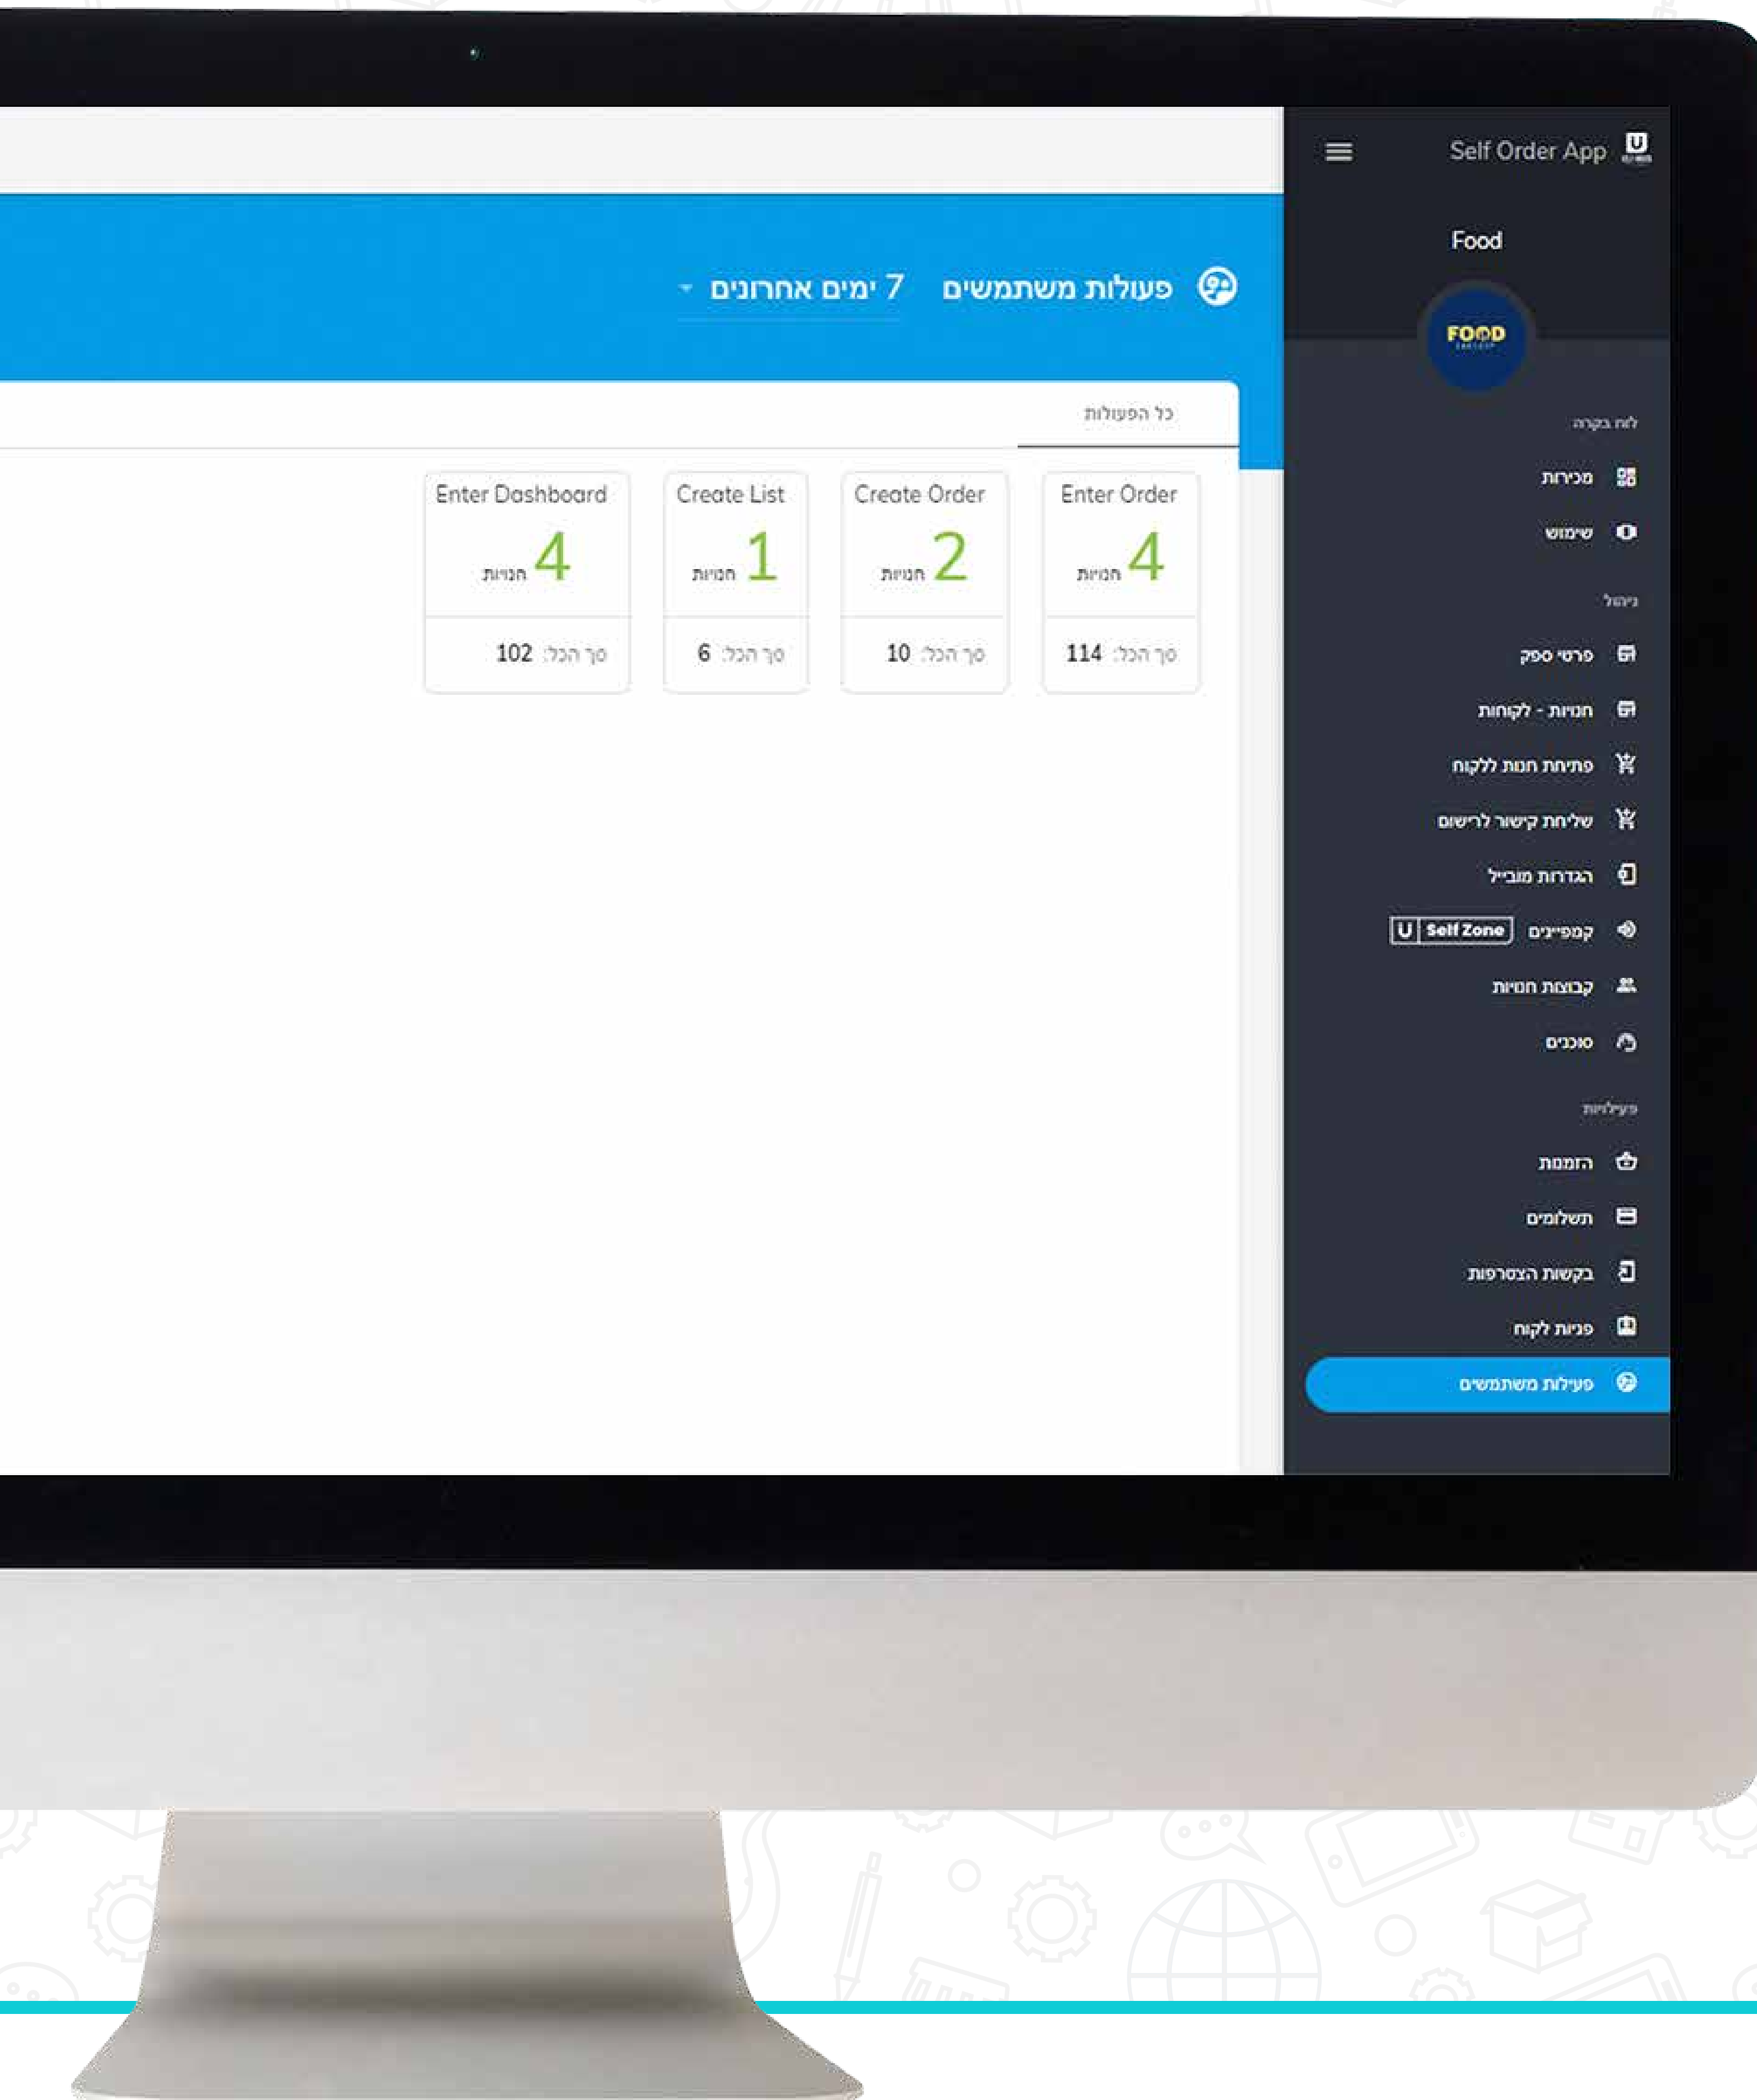 Self Order App
Food
FOOD
לוח בקרה
מכירות
שימוש
ניהול
פרטי ספק
חנויות - לקוחות
פתיחת חנות ללקוח
שליחת קישור לרישום
הגדרות מובייל
קמפיינים U Self Zone
קבוצות חנויות
סוכנים
פעילויות
הזמנות
תשלומים
בקשות הצטרפות
פניות לקוח
פעילות משתמשים
פעולות משתמשים 7 ימים אחרונים
כל הפעולות
Enter Order
4 חנויות
סך הכל: 114
Create Order
2 חנויות
סך הכל: 10
Create List
1 חנויות
סך הכל: 6
Enter Dashboard
4 חנויות
סך הכל: 102